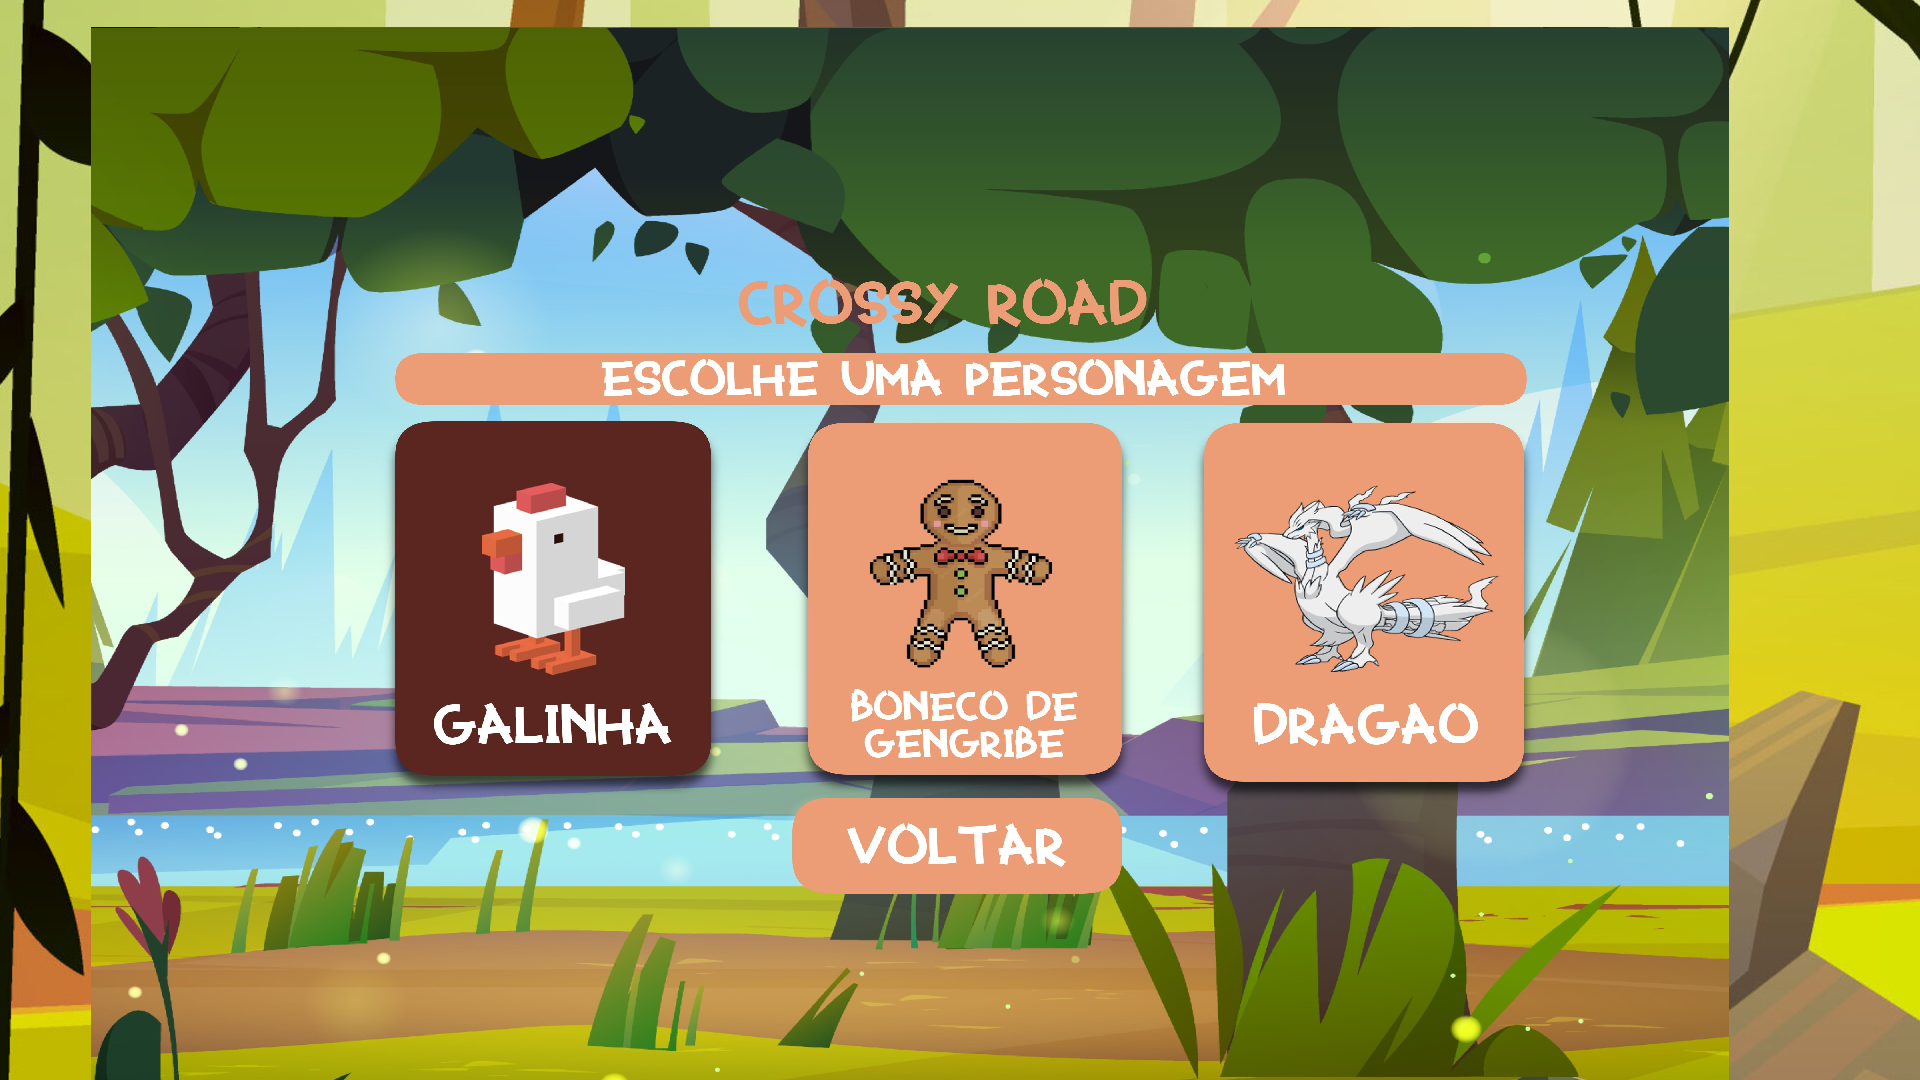 CROSSY ROAD
ESCOLHE UMA PERSONAGEM
GALINHA
BONECO DE
GENGRIBE
DRAGAO
VOLTAR